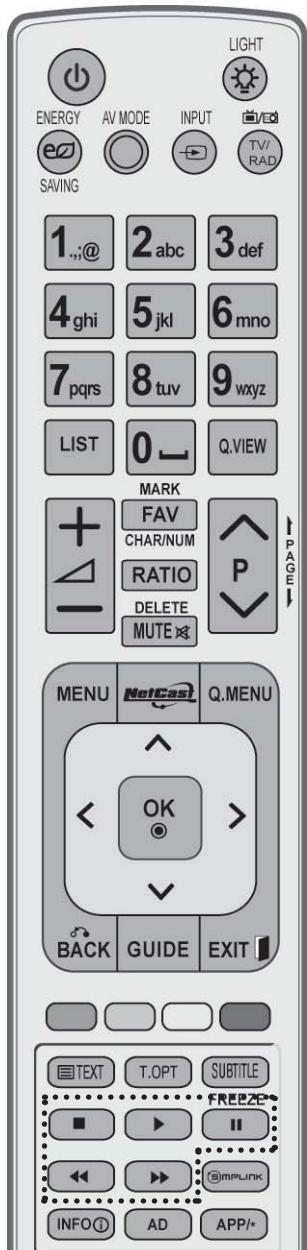 LIGHT
ENERGY AV MODE INPUT
TV/
RAD
SAVING
1.,;@ 2abc 3def
4ghi 5jkl 6mno
7pqrs 8tuv 9wxyz
LIST 0 Q.VIEW
MARK
FAV
CHAR/NUM
P
PAGE
RATIO
DELETE
MUTE
MENU NetCast Q.MENU
OK
BACK GUIDE EXIT
TEXT T.OPT SUBTITLE
FREEZE
SIMPLINK
INFO AD APP/*